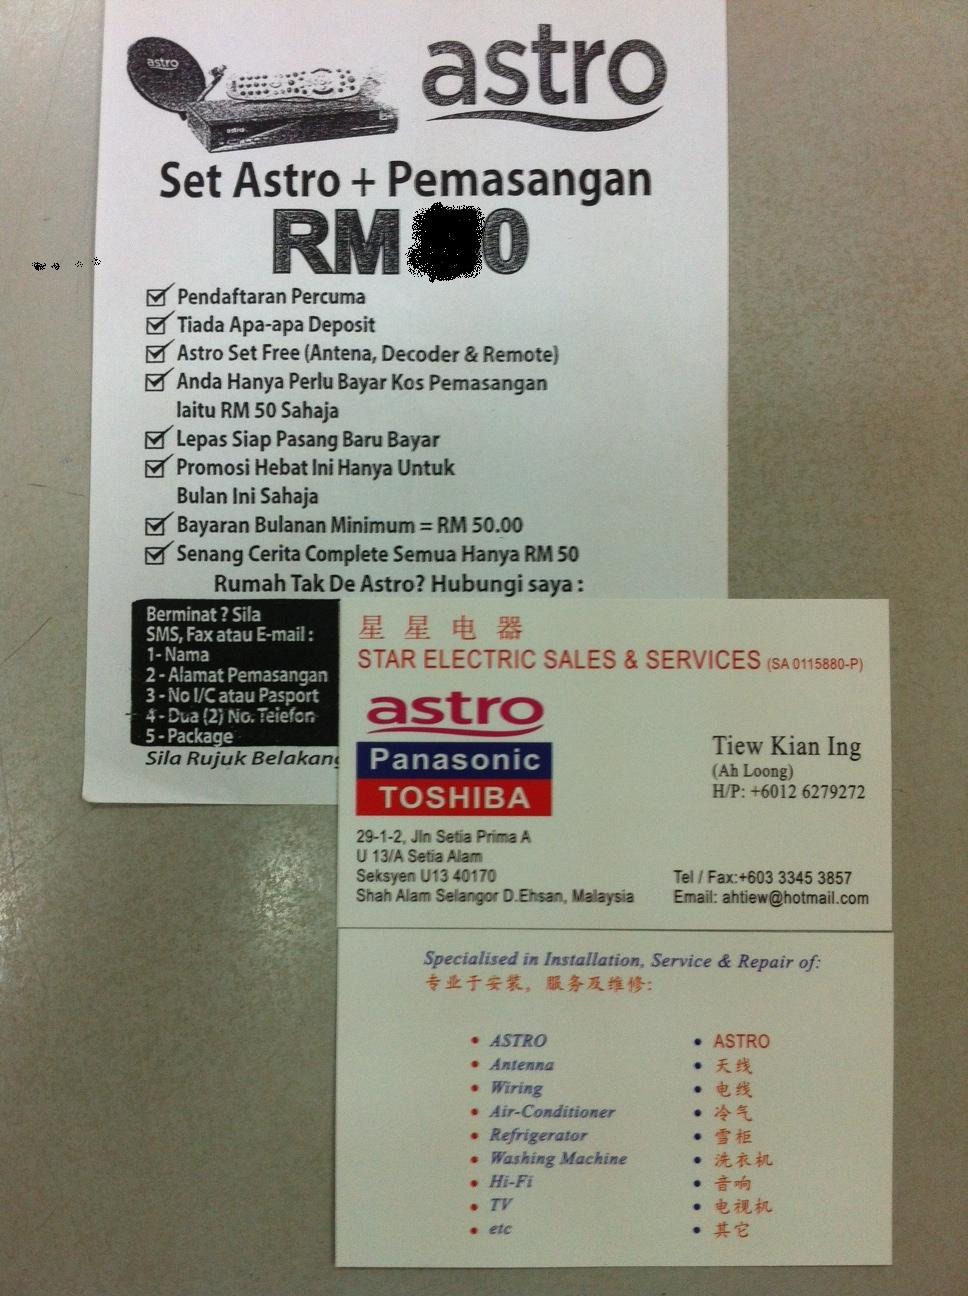 astro
astro
astro
Set Astro + Pemasangan
RM 0
Pendaftaran Percuma
Tiada Apa-apa Deposit
Astro Set Free (Antena, Decoder & Remote)
Anda Hanya Perlu Bayar Kos Pemasangan
Iaitu RM 50 Sahaja
Lepas Siap Pasang Baru Bayar
Promosi Hebat Ini Hanya Untuk
Bulan Ini Sahaja
Bayaran Bulanan Minimum = RM 50.00
Senang Cerita Complete Semua Hanya RM 50
Rumah Tak De Astro? Hubungi saya :
Berminat ? Sila
SMS, Fax atau E-mail :
1- Nama
2 - Alamat Pemasangan
3 - No I/C atau Pasport
4 - Dua (2) No. Telefon
5 - Package
Sila Rujuk Belakang
星星电器
STAR ELECTRIC SALES & SERVICES (SA 0115880-P)
astro
Panasonic
TOSHIBA
Tiew Kian Ing
(Ah Loong)
H/P: +6012 6279272
29-1-2, Jln Setia Prima A
U 13/A Setia Alam
Seksyen U13 40170
Shah Alam Selangor D.Ehsan, Malaysia
Tel / Fax:+603 3345 3857
Email: ahtiew@hotmail.com
Specialised in Installation, Service & Repair of:
专业于安装，服务及维修:
• ASTRO
• Antenna
• Wiring
• Air-Conditioner
• Refrigerator
• Washing Machine
• Hi-Fi
• TV
• etc
• ASTRO
• 天线
• 电线
• 冷气
• 雪柜
• 洗衣机
• 音响
• 电视机
• 其它